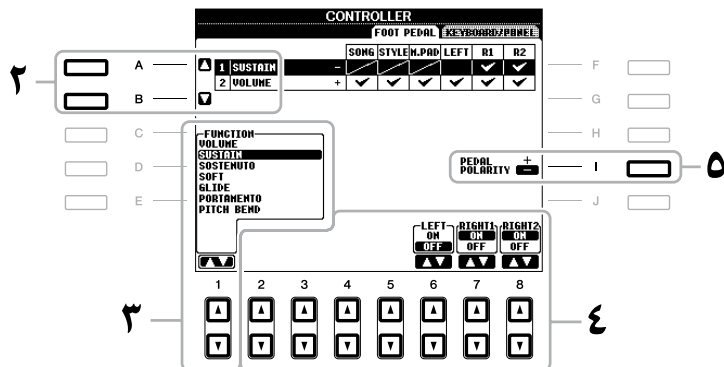 CONTROLLER
FOOT PEDAL KEYBOARD/PANEL
SONG STYLE M.PAD LEFT R1 R2
1 SUSTAIN -
2 VOLUME +
A
B
C
D
E
F
G
H
I
J
٢
FUNCTION
VOLUME
SUSTAIN
SOSTENUTO
SOFT
GLIDE
PORTAMENTO
PITCH BEND
PEDAL POLARITY + -
٥
LEFT RIGHT1 RIGHT2
ON ON ON
OFF OFF OFF
1 2 3 4 5 6 7 8
٣
٤